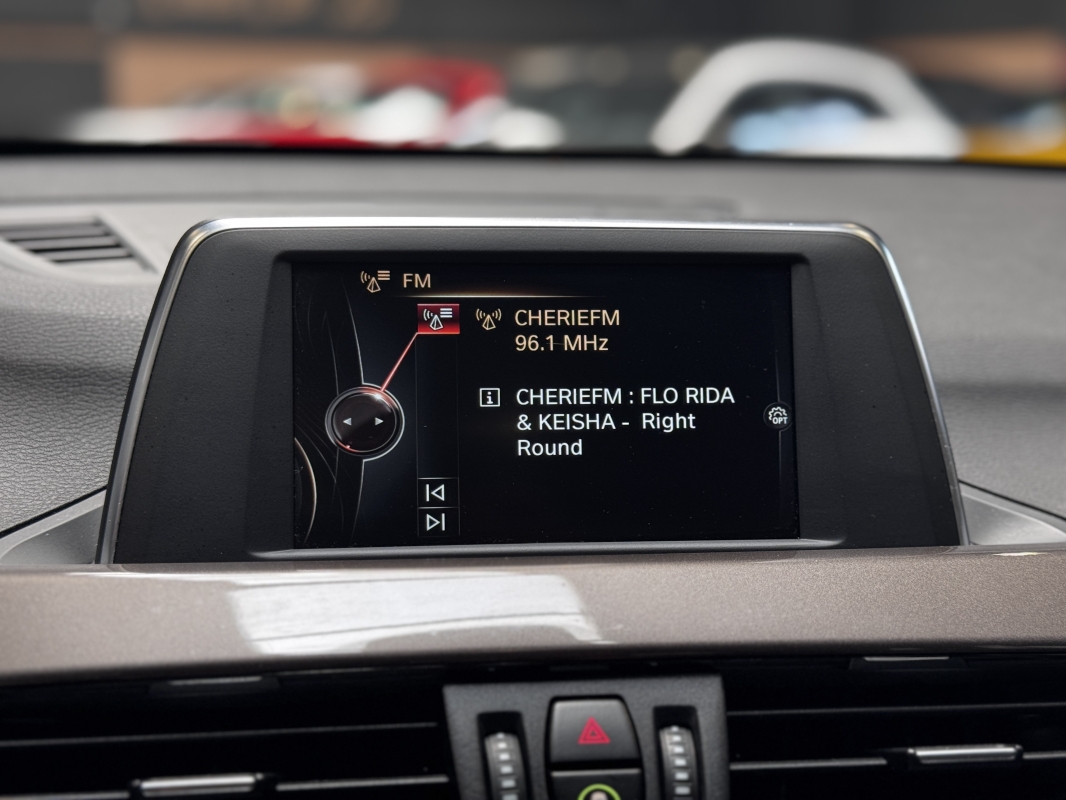 FM
CHERIEFM
96.1 MHz
CHERIEFM : FLO RIDA
& KEISHA - Right
Round
OPT